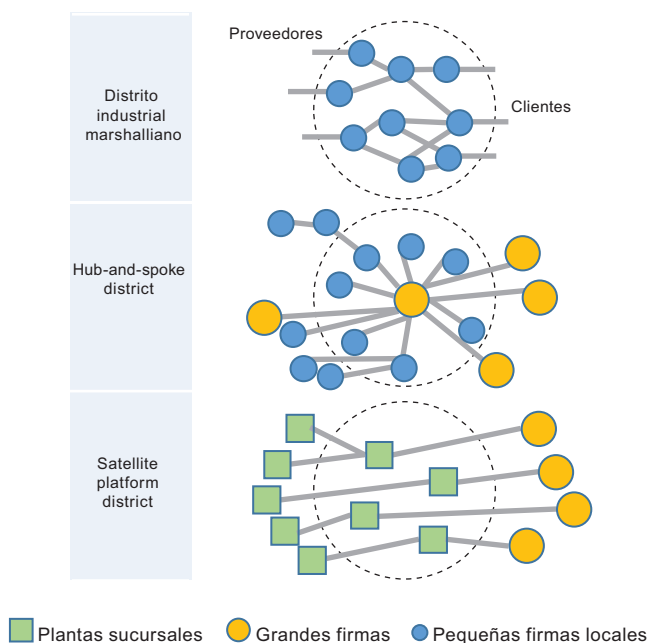 Proveedores
Distrito
industrial
marshalliano
Clientes
Hub-and-spoke
district
Satellite
platform
district
Plantas sucursales
Grandes firmas
Pequeñas firmas locales